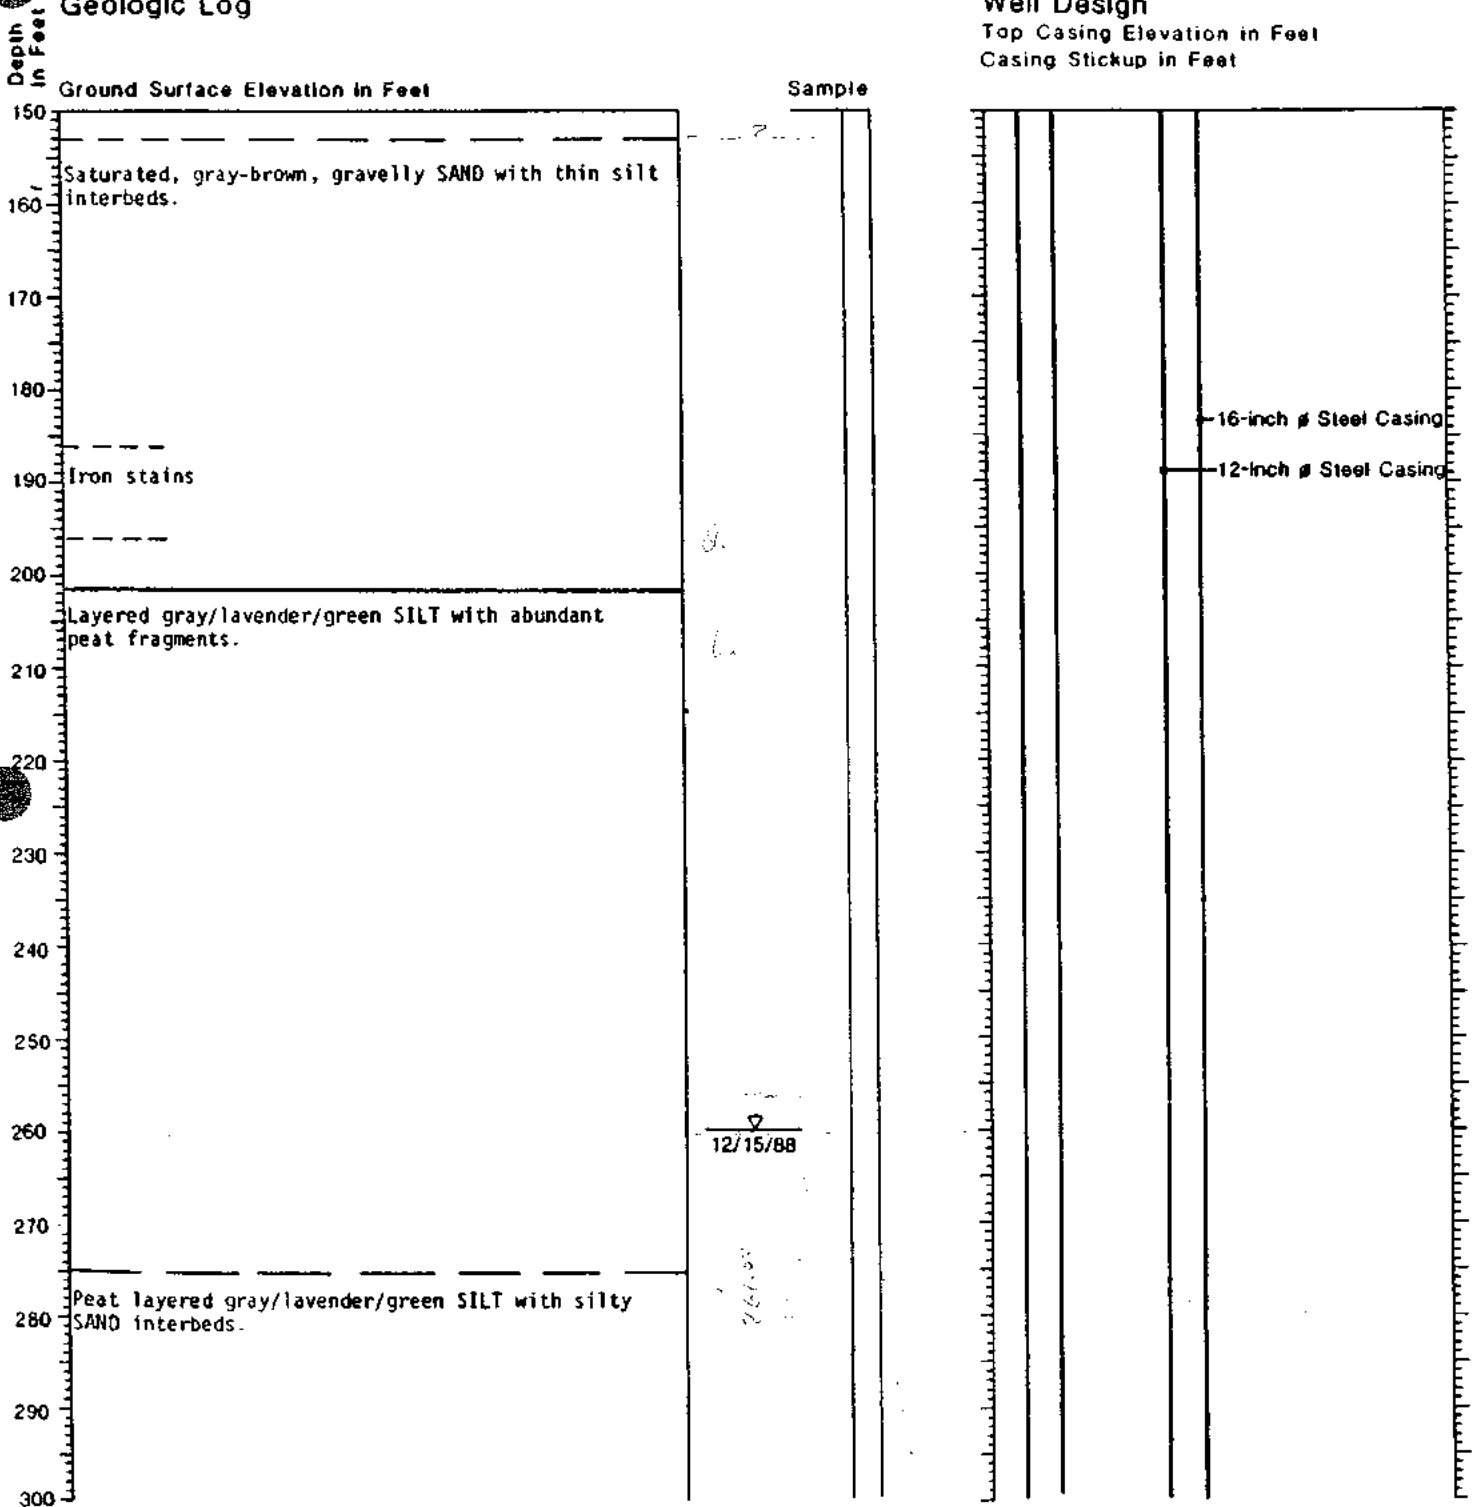 Geologic Log
Well Design
Top Casing Elevation in Feet
Casing Stickup in Feet
Depth
In Feet
Ground Surface Elevation in Feet
Sample
150
?
Saturated, gray-brown, gravelly SAND with thin silt
interbeds.
160
170
180
16-inch ø Steel Casing
12-inch ø Steel Casing
Iron stains
190
200
Layered gray/lavender/green SILT with abundant
peat fragments.
210
220
230
240
250
260
12/15/88
270
Peat layered gray/lavender/green SILT with silty
SAND interbeds.
280
290
300